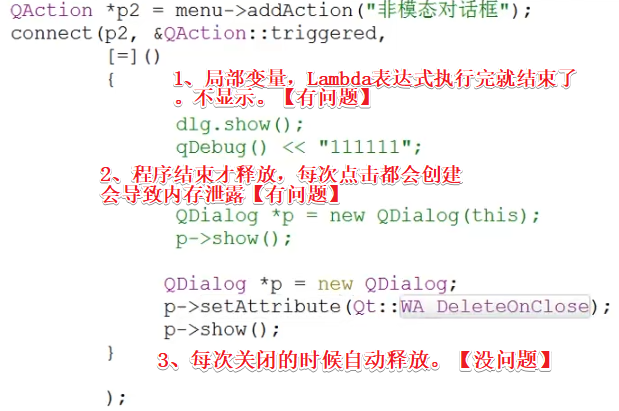 QAction *p2 = menu->addAction("非模态对话框");
connect(p2, &QAction::triggered,
[=]()
{
1、局部变量，Lambda表达式执行完就结束了
。不显示。【有问题】
dlg.show();
qDebug() << "111111";
2、程序结束才释放，每次点击都会创建
会导致内存泄露【有问题】
QDialog *p = new QDialog(this);
p->show();
QDialog *p = new QDialog;
p->setAttribute(Qt::WA_DeleteOnClose);
p->show();
}
3、每次关闭的时候自动释放。【没问题】
);